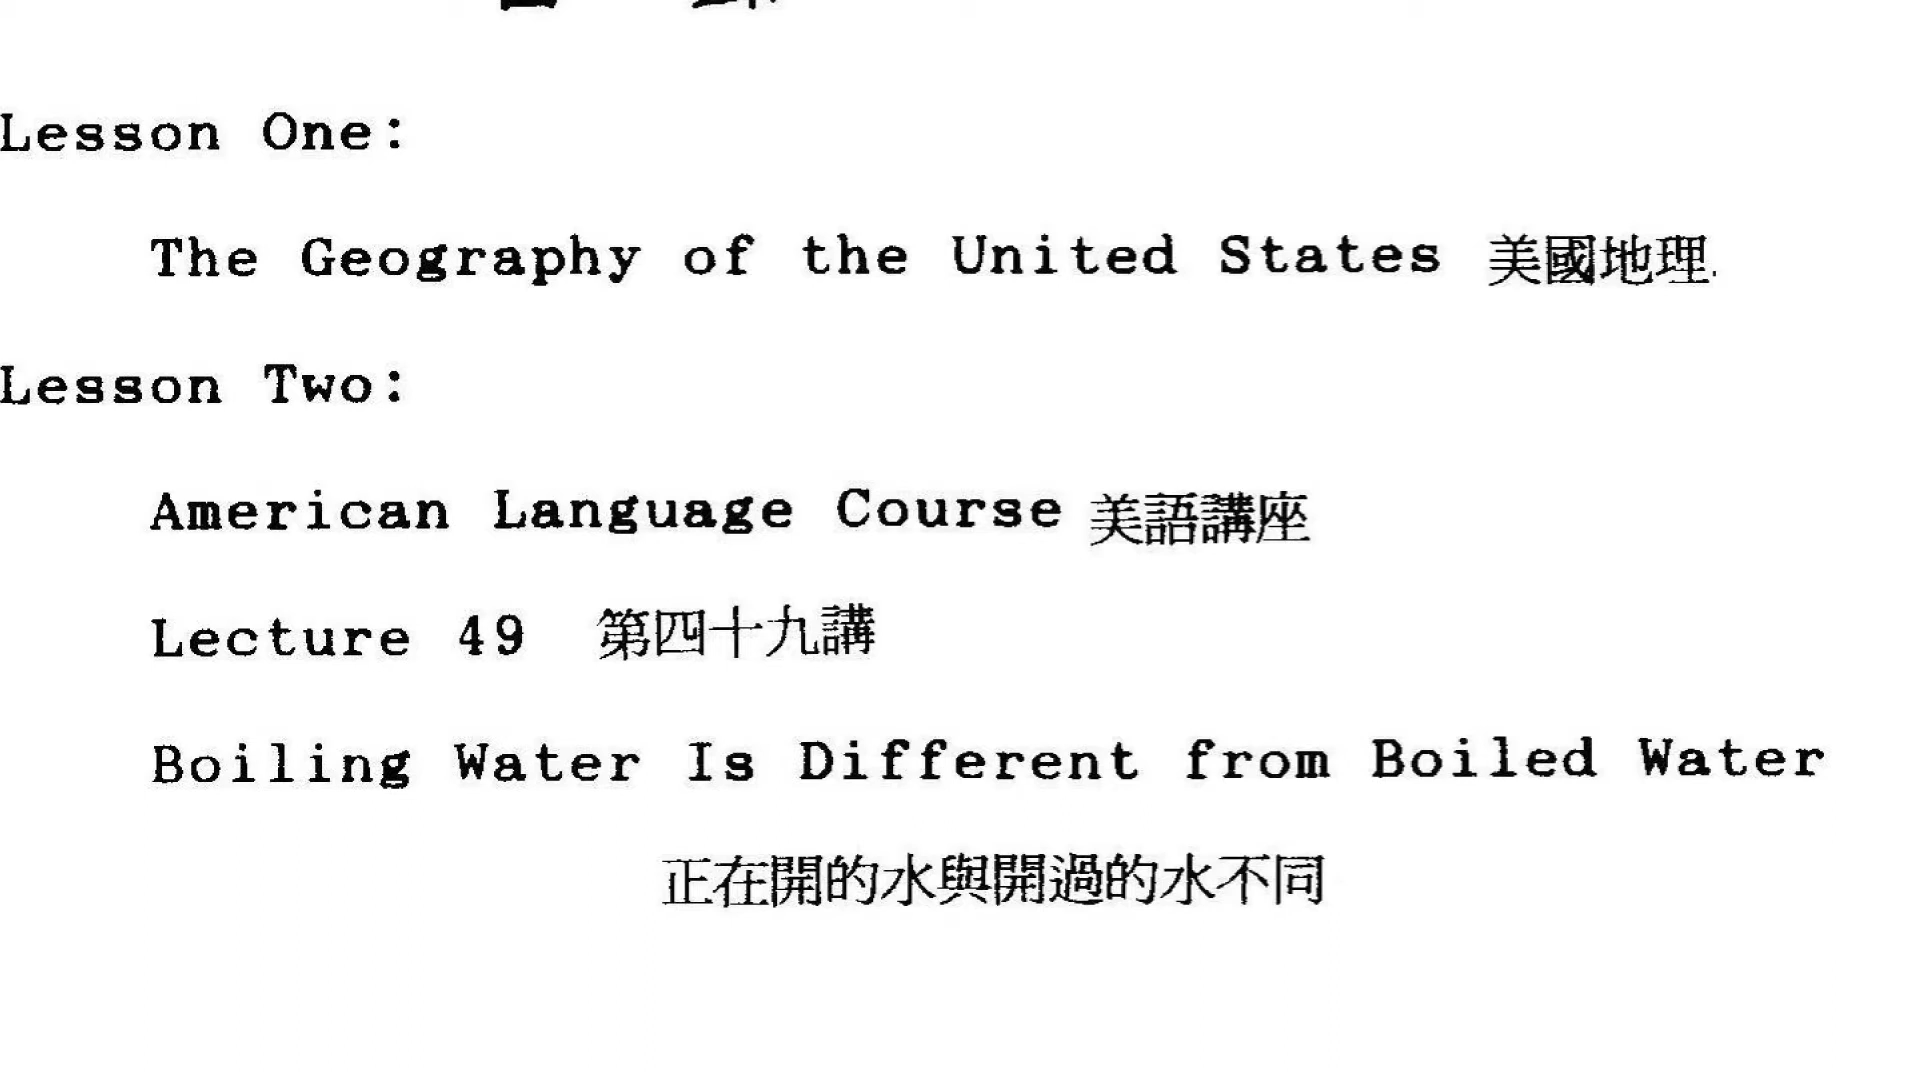 Lesson One:
The Geography of the United States 美國地理.
Lesson Two:
American Language Course 美語講座
Lecture 49 第四十九講
Boiling Water Is Different from Boiled Water
正在開的水與開過的水不同